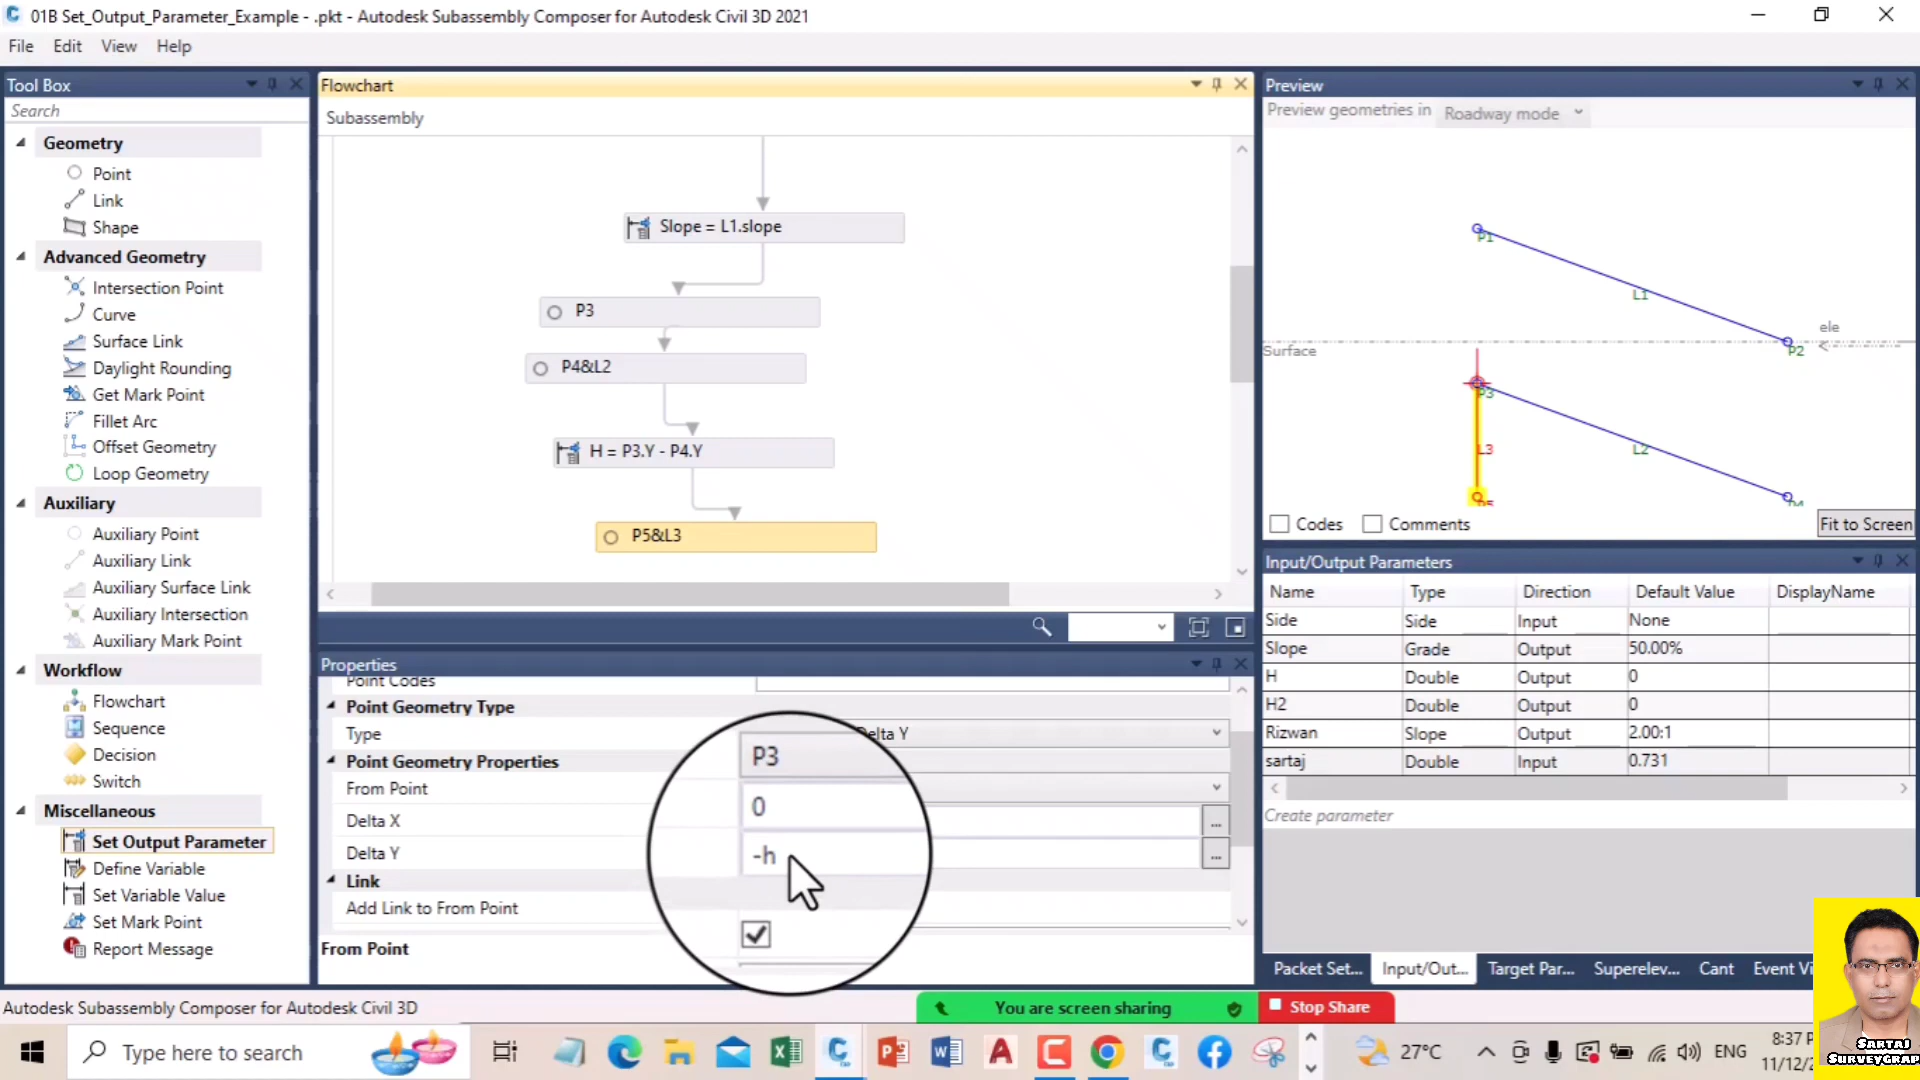 01B Set_Output_Parameter_Example - .pkt - Autodesk Subassembly Composer for Autodesk Civil 3D 2021
File Edit View Help
Tool Box
Search
Geometry
Point
Link
Shape
Advanced Geometry
Intersection Point
Curve
Surface Link
Daylight Rounding
Get Mark Point
Fillet Arc
Offset Geometry
Loop Geometry
Auxiliary
Auxiliary Point
Auxiliary Link
Auxiliary Surface Link
Auxiliary Intersection
Auxiliary Mark Point
Workflow
Flowchart
Sequence
Decision
Switch
Miscellaneous
Set Output Parameter
Define Variable
Set Variable Value
Set Mark Point
Report Message
Flowchart
Subassembly
Slope = L1.slope
P3
P4&L2
H = P3.Y - P4.Y
P5&L3
Properties
Point Codes
Point Geometry Type
Type Delta Y
Point Geometry Properties
From Point P3
Delta X 0
...
Delta Y -h
...
Link
Add Link to From Point
From Point
Preview
Preview geometries in Roadway mode
P1
L1
ele
P2
Surface
P3
L3
L2
P5
P4
Codes Comments Fit to Screen
Input/Output Parameters
Name Type Direction Default Value DisplayName
Side Side Input None
Slope Grade Output 50.00%
H Double Output 0
H2 Double Output 0
Rizwan Slope Output 2.00:1
sartaj Double Input 0.731
Create parameter
Packet Set... Input/Out... Target Par... Superelev... Cant Event Vi
Autodesk Subassembly Composer for Autodesk Civil 3D
You are screen sharing Stop Share
Type here to search
27°C
ENG
8:37 P
11/12/2
SARTAJ
SURVEYGRAP